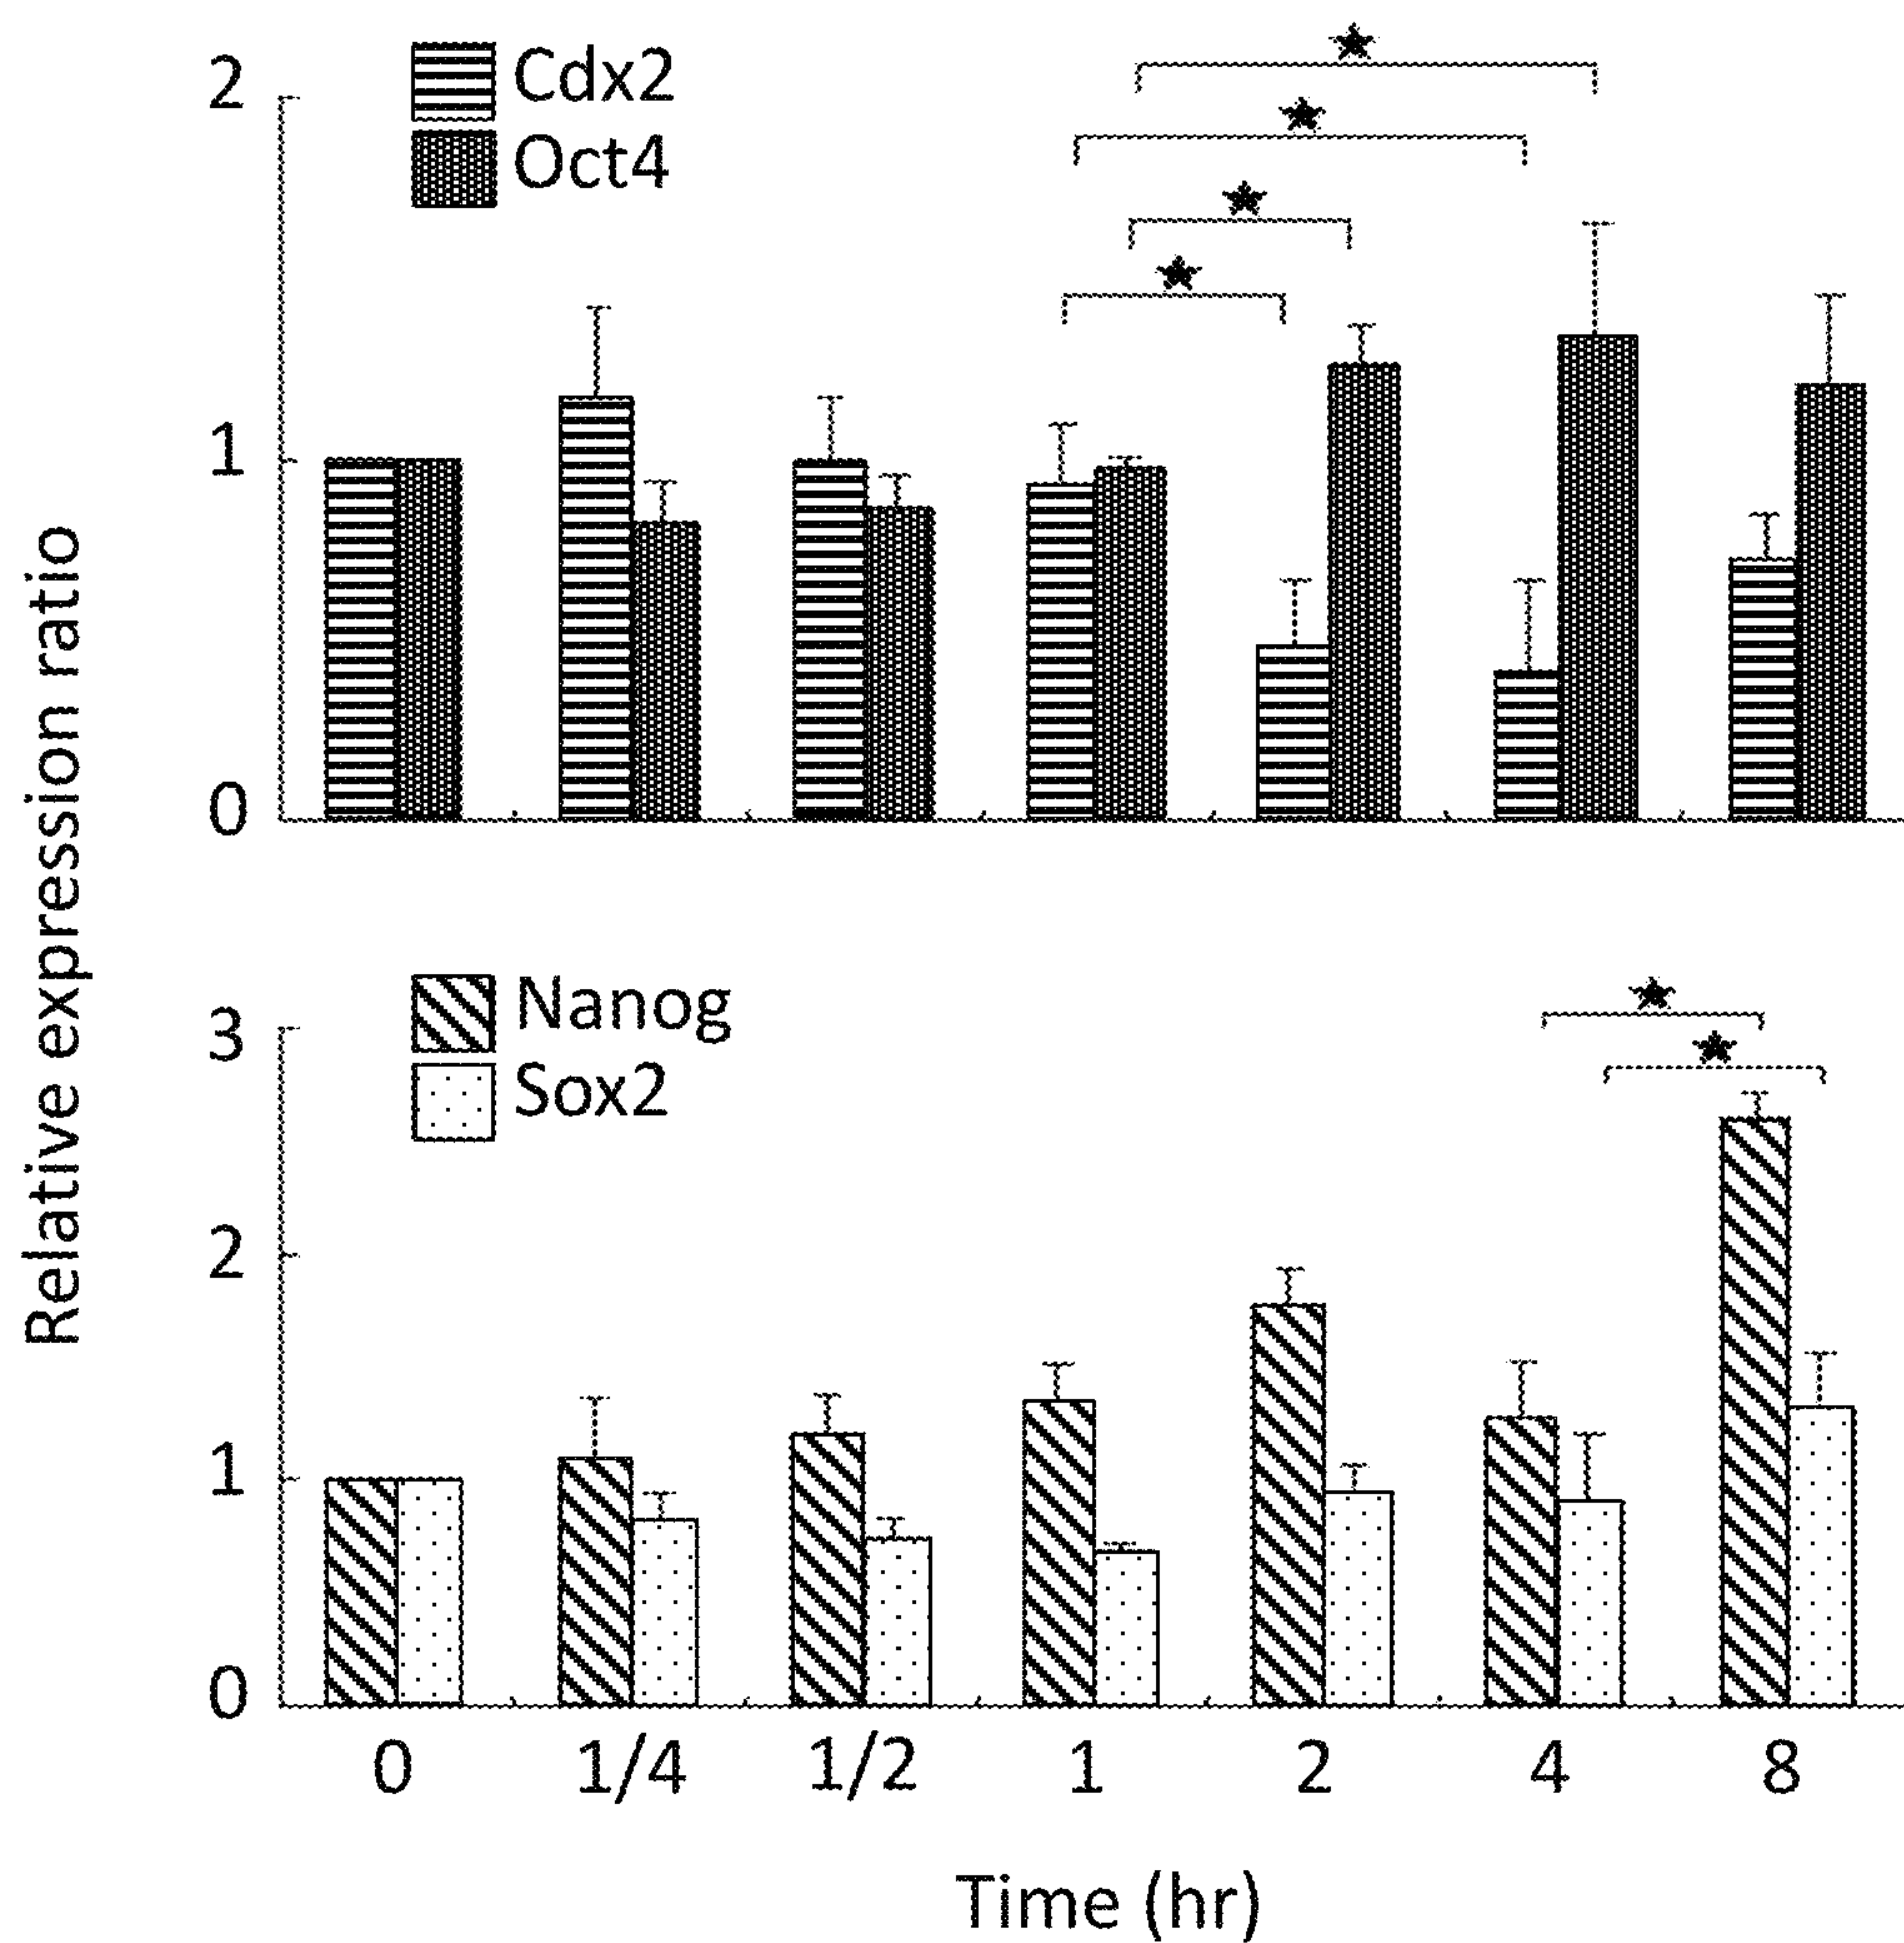 Relative expression ratio
2
1
0
Cdx2
Oct4
★
★
★
★
3
2
1
0
Nanog
Sox2
★
★
0 1/4 1/2 1 2 4 8
Time (hr)